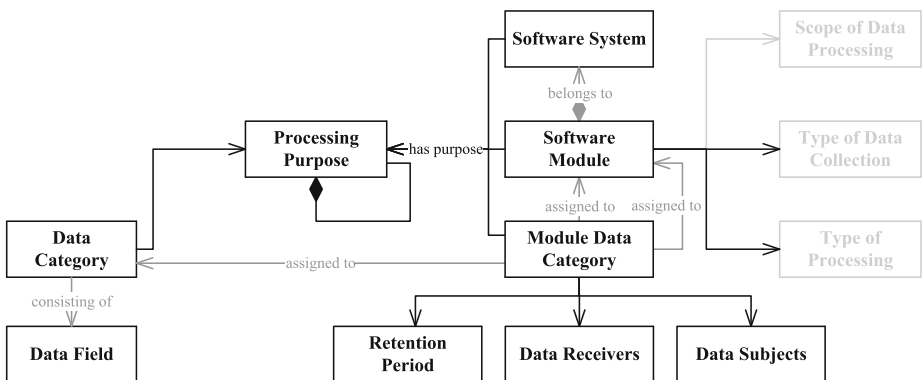 Software System
Scope of Data
Processing
belongs to
Processing
Purpose
has purpose
Software
Module
Type of Data
Collection
assigned to
assigned to
Data
Category
assigned to
Module Data
Category
Type of
Processing
consisting of
Data Field
Retention
Period
Data Receivers
Data Subjects